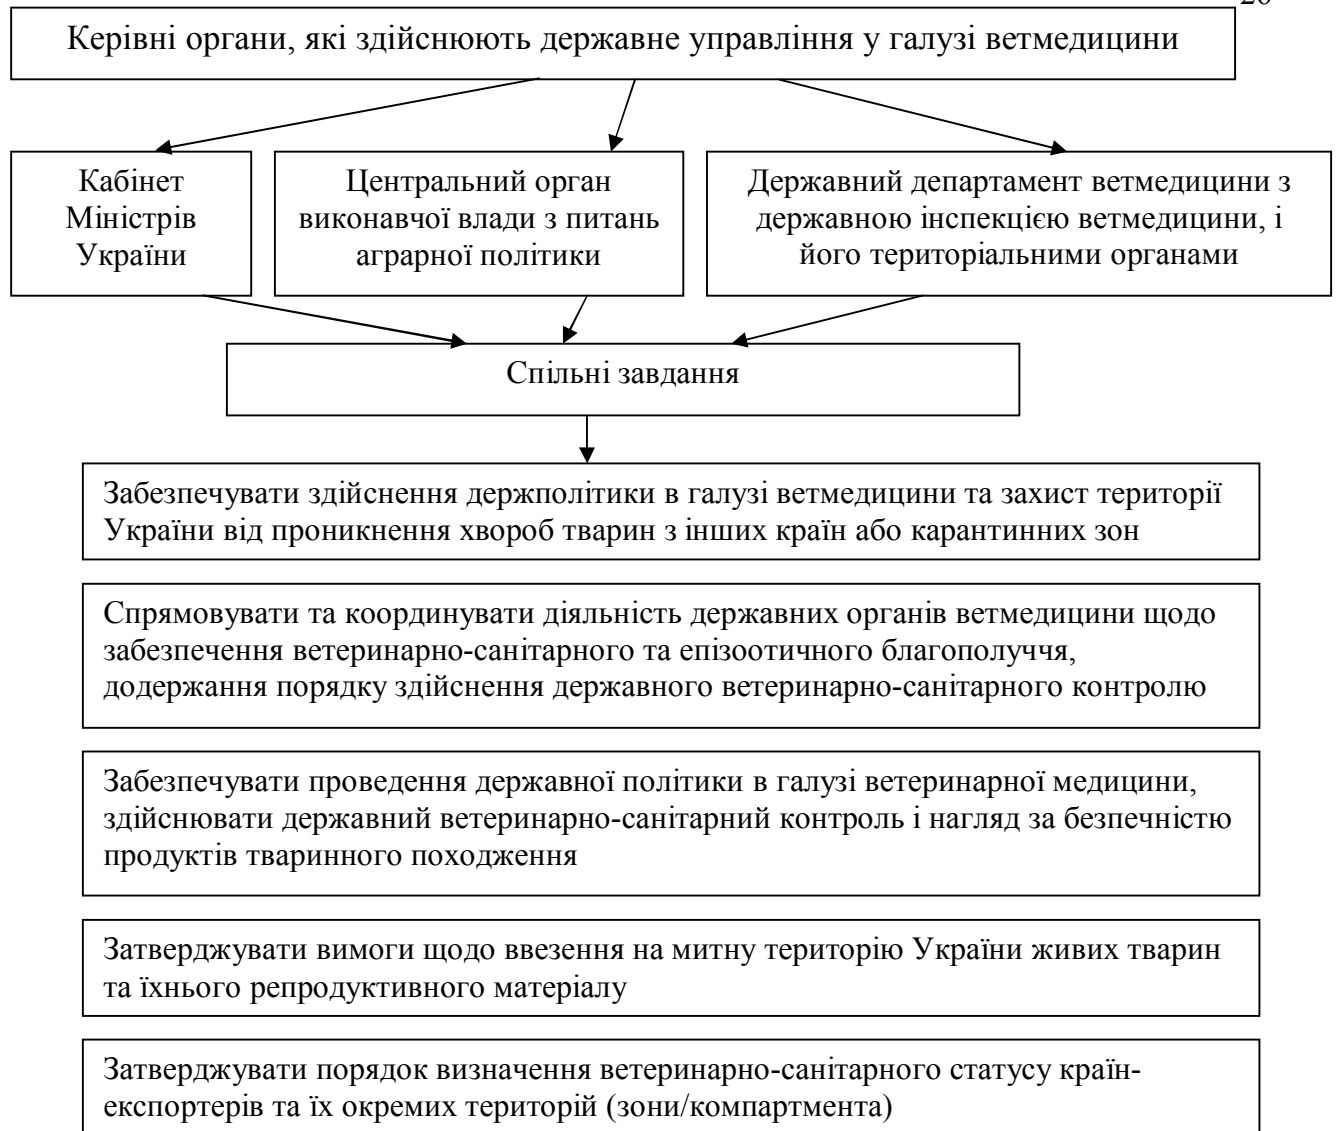 Керівні органи, які здійснюють державне управління у галузі ветмедицини
Кабінет
Міністрів
України
Центральний орган
виконавчої влади з питань
аграрної політики
Державний департамент ветмедицини з
державною інспекцією ветмедицини, і
його територіальними органами
Спільні завдання
Забезпечувати здійснення держполітики в галузі ветмедицини та захист території
України від проникнення хвороб тварин з інших країн або карантинних зон
Спрямовувати та координувати діяльність державних органів ветмедицини щодо
забезпечення ветеринарно-санітарного та епізоотичного благополуччя,
додержання порядку здійснення державного ветеринарно-санітарного контролю
Забезпечувати проведення державної політики в галузі ветеринарної медицини,
здійснювати державний ветеринарно-санітарний контроль і нагляд за безпечністю
продуктів тваринного походження
Затверджувати вимоги щодо ввезення на митну територію України живих тварин
та їхнього репродуктивного матеріалу
Затверджувати порядок визначення ветеринарно-санітарного статусу країн-
експортерів та їх окремих територій (зони/компартмента)